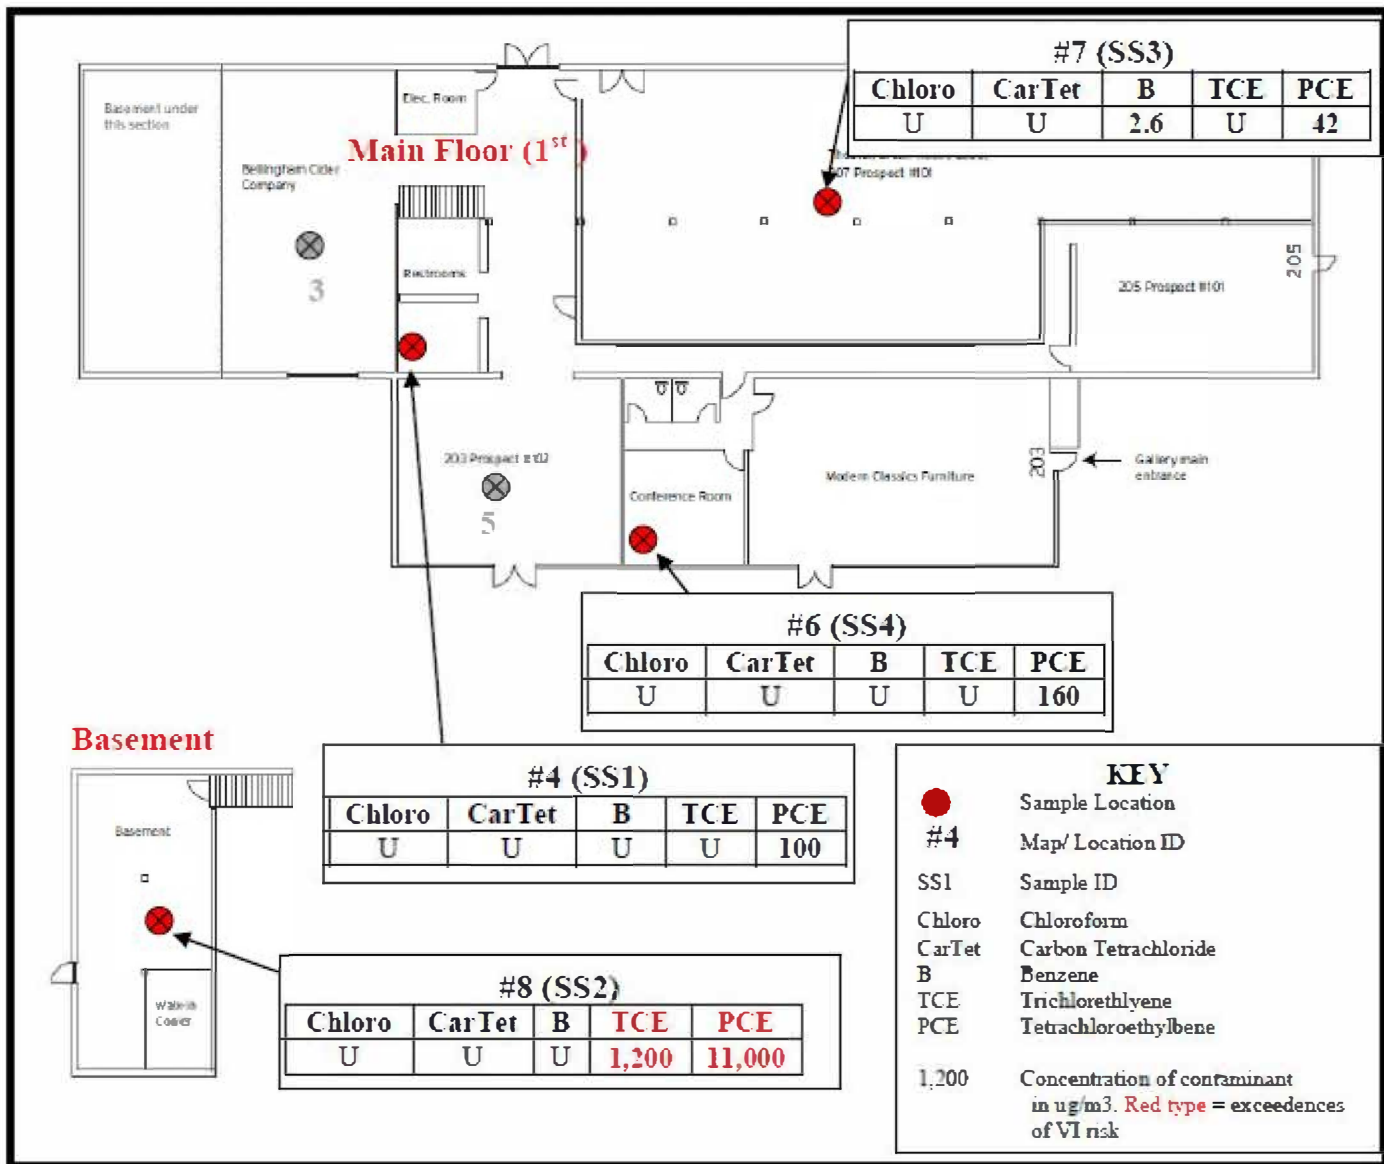 #7 (SS3)
Chloro CarTet B TCE PCE
U U 2.6 U 42
Elec. Room
Basement under
this section
Main Floor (1st)
Bellingham Cider
Company
207 Prospect #101
3
Restrooms
205
205 Prospect #101
203 Prospect #102
5
Conference Room
Modern Classics Furniture
203
Gallery main
entrance
#6 (SS4)
Chloro CarTet B TCE PCE
U U U U 160
Basement
#4 (SS1)
Chloro CarTet B TCE PCE
U U U U 100
Basement
Walk-in
Cooler
#8 (SS2)
Chloro CarTet B TCE PCE
U U U 1,200 11,000
KEY
Sample Location
#4 Map/ Location ID
SS1 Sample ID
Chloro Chloroform
CarTet Carbon Tetrachloride
B Benzene
TCE Trichlorethlyene
PCE Tetrachloroethylbene
1,200 Concentration of contaminant
in ug/m3. Red type = exceedences
of VI risk